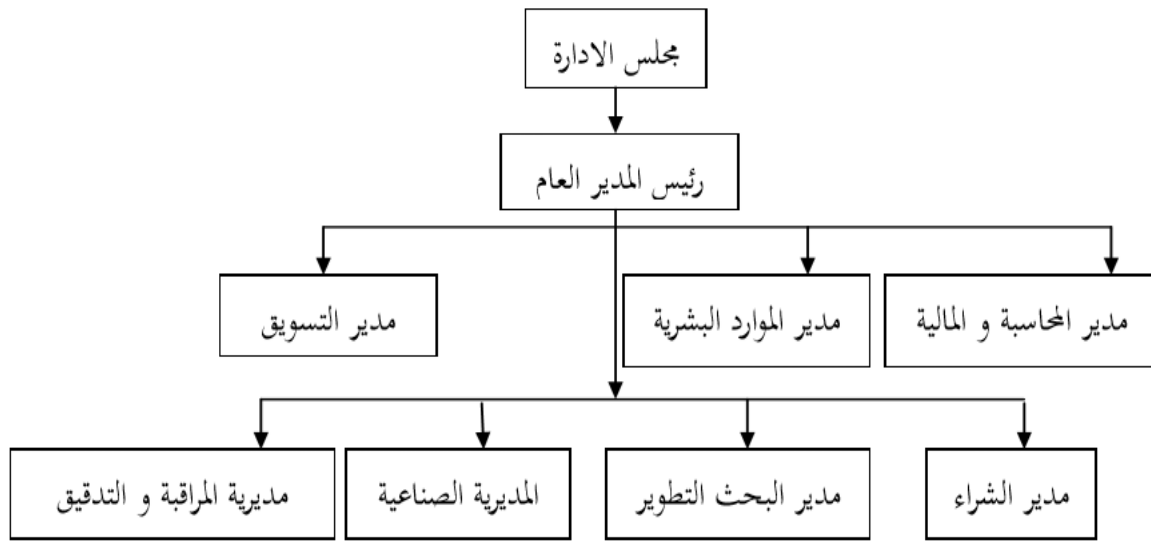 مجلس الادارة
رئيس المدير العام
مدير المحاسبة و المالية
مدير الموارد البشرية
مدير التسويق
مدير الشراء
مدير البحث التطوير
المديرية الصناعية
مديرية المراقبة و التدقيق